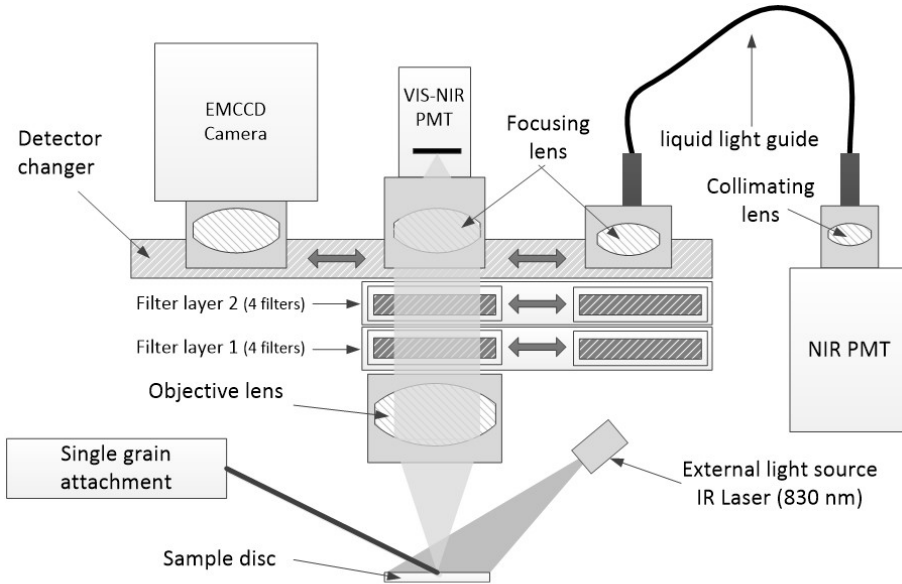 EMCCD
Camera
VIS-NIR
PMT
Focusing
lens
Detector
changer
liquid light guide
Collimating
lens
Filter layer 2 (4 filters)
Filter layer 1 (4 filters)
NIR PMT
Objective lens
Single grain
attachment
External light source
IR Laser (830 nm)
Sample disc